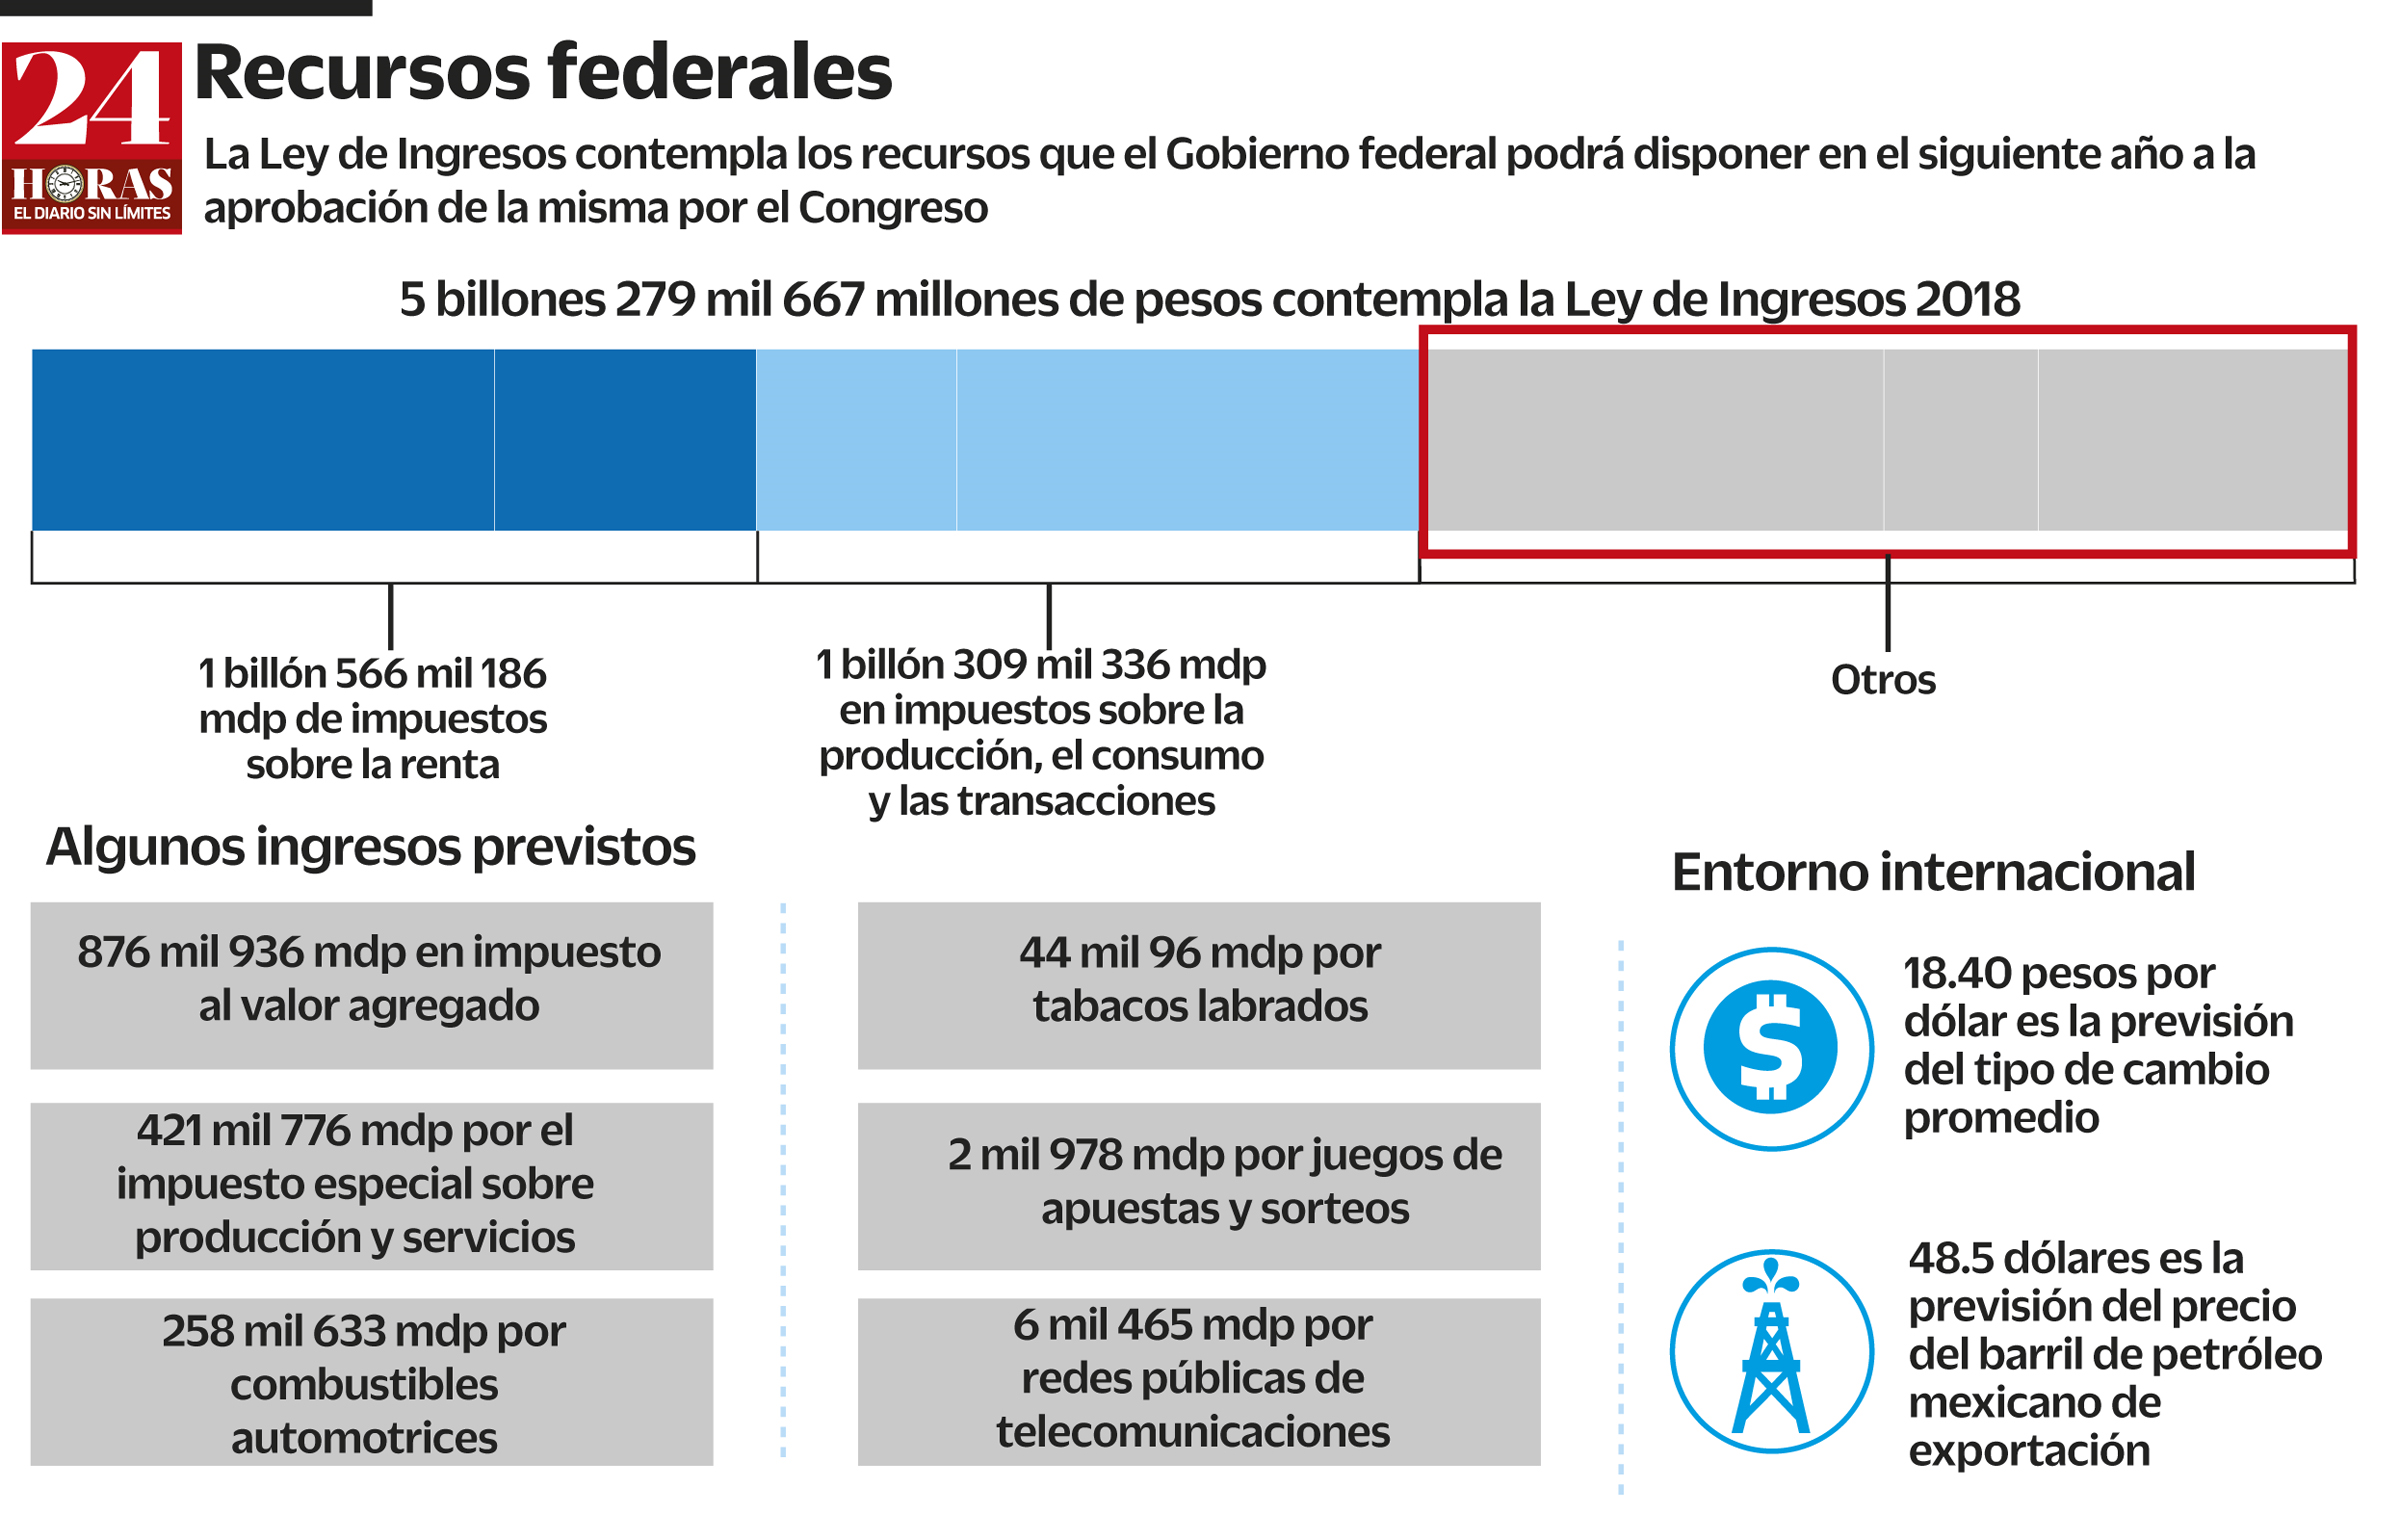 24
HORAS
EL DIARIO SIN LÍMITES
Recursos federales
La Ley de Ingresos contempla los recursos que el Gobierno federal podrá disponer en el siguiente año a la
aprobación de la misma por el Congreso
5 billones 279 mil 667 millones de pesos contempla la Ley de Ingresos 2018
1 billón 566 mil 186
mdp de impuestos
sobre la renta
1 billón 309 mil 336 mdp
en impuestos sobre la
producción, el consumo
y las transacciones
Otros
Algunos ingresos previstos
876 mil 936 mdp en impuesto
al valor agregado
421 mil 776 mdp por el
impuesto especial sobre
producción y servicios
258 mil 633 mdp por
combustibles
automotrices
44 mil 96 mdp por
tabacos labrados
2 mil 978 mdp por juegos de
apuestas y sorteos
6 mil 465 mdp por
redes públicas de
telecomunicaciones
Entorno internacional
$
18.40 pesos por
dólar es la previsión
del tipo de cambio
promedio
48.5 dólares es la
previsión del precio
del barril de petróleo
mexicano de
exportación